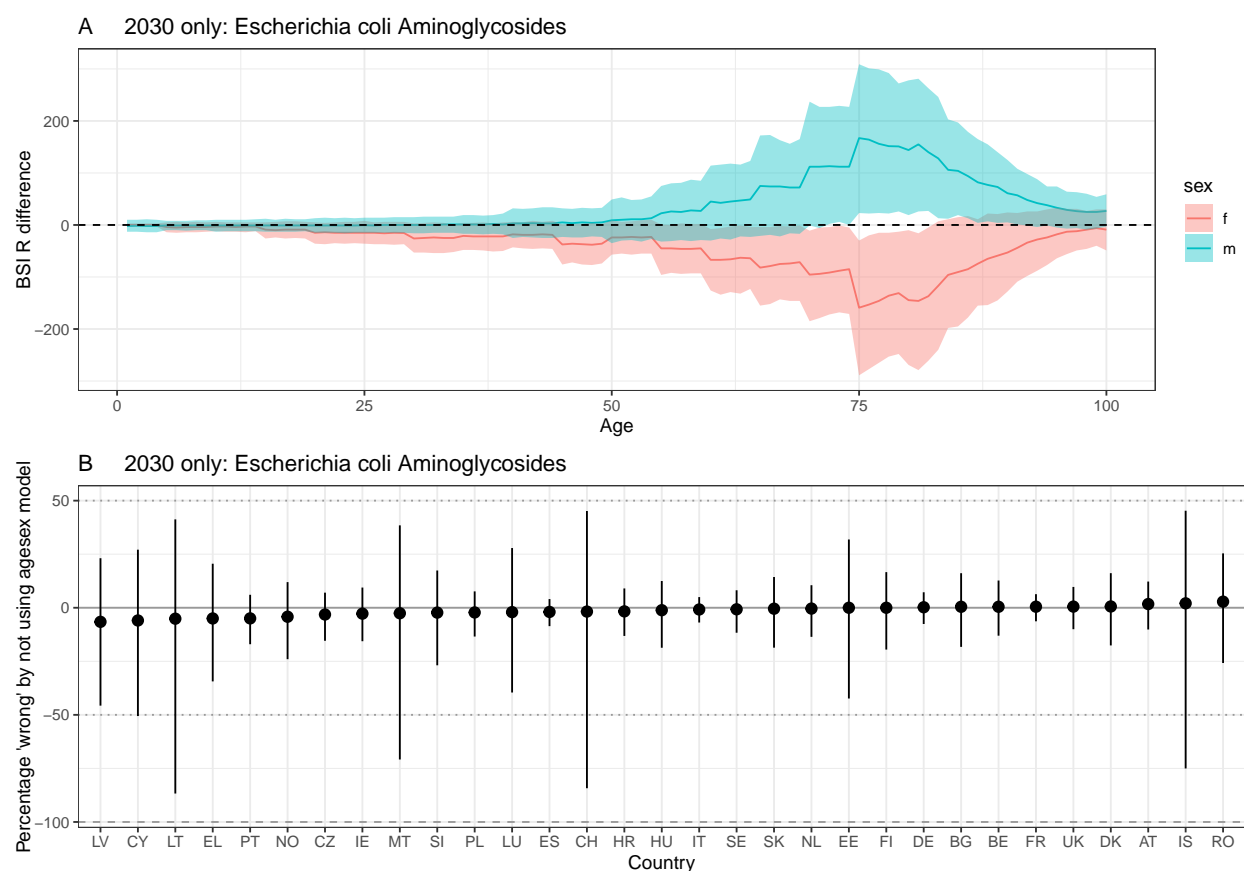 A 2030 only: Escherichia coli Aminoglycosides
BSI R difference
200
0
−200
0 25 50 75 100
Age
sex
f
m
B 2030 only: Escherichia coli Aminoglycosides
Percentage 'wrong' by not using agesex model
50
0
−50
−100
LV CY LT EL PT NO CZ IE MT SI PL LU ES CH HR HU IT SE SK NL EE FI DE BG BE FR UK DK AT IS RO
Country